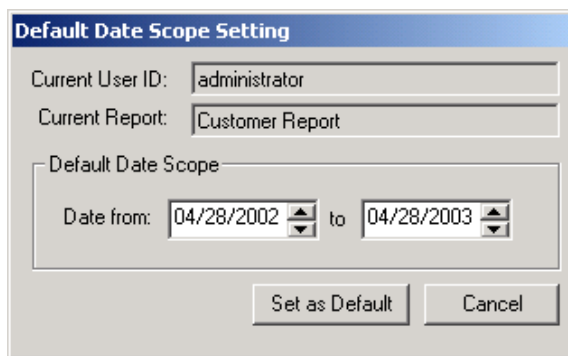 Default Date Scope Setting
Current User ID: administrator
Current Report: Customer Report
Default Date Scope
Date from: 04/28/2002 to 04/28/2003
Set as Default Cancel